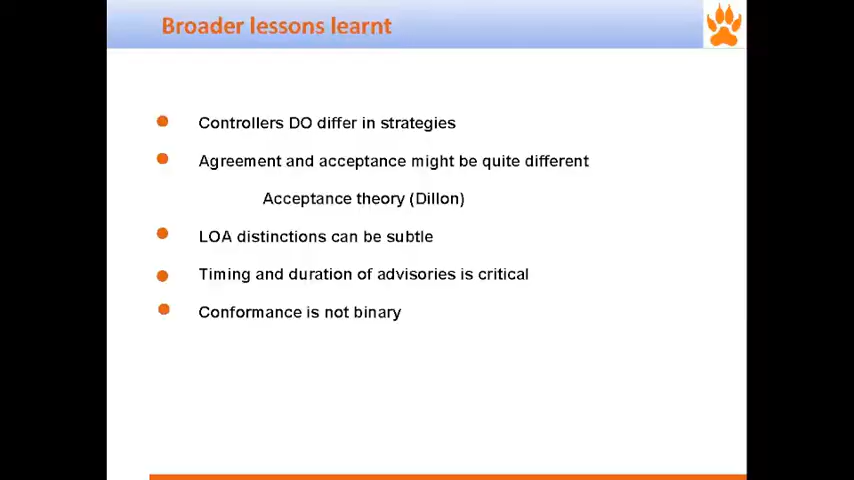 Broader lessons learnt
Controllers DO differ in strategies
Agreement and acceptance might be quite different
Acceptance theory (Dillon)
LOA distinctions can be subtle
Timing and duration of advisories is critical
Conformance is not binary